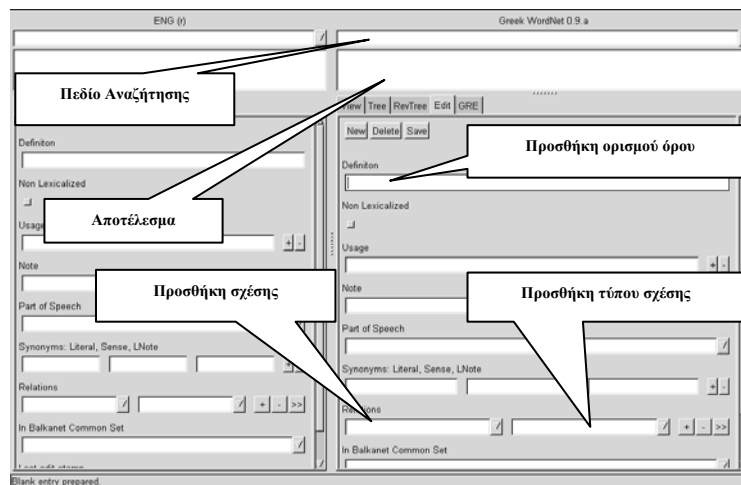 ENG (r)
Greek WordNet 0.9.a
Πεδίο Αναζήτησης
Αποτέλεσμα
Definiton
Non Lexicalized
Usage
+ -
Note
Προσθήκη σχέσης
Part of Speech
Synonyms: Literal, Sense, LNote
Relations
+ - >>
In Balkanet Common Set
Last edit stamp
View Tree RevTree Edit GRE
New Delete Save
Προσθήκη ορισμού όρου
Definiton
Non Lexicalized
Usage
+ -
Note
Προσθήκη τύπου σχέσης
Part of Speech
Synonyms: Literal, Sense, LNote
+ -
Relations
+ - >>
In Balkanet Common Set
Blank entry prepared.